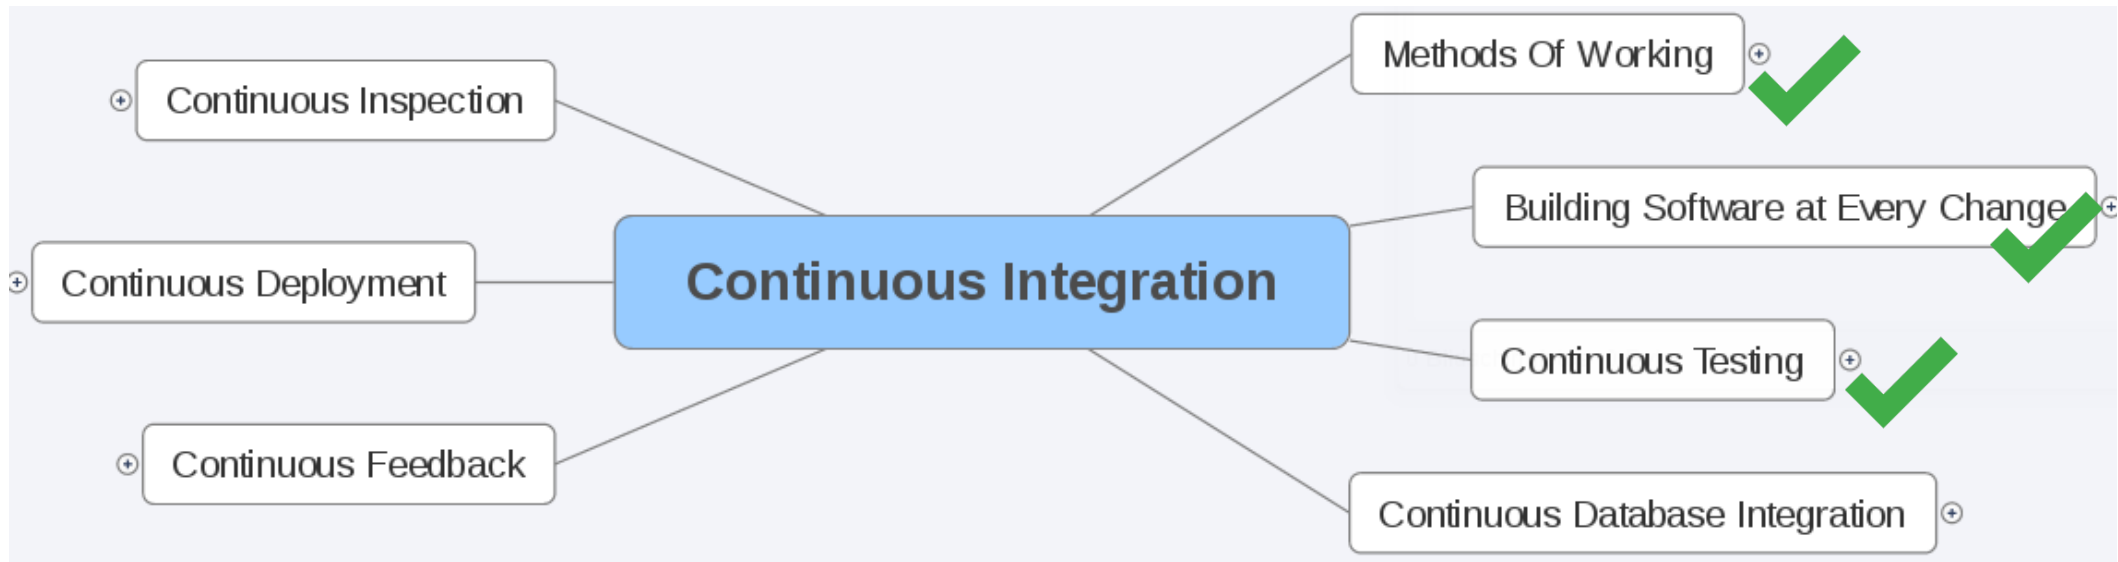 Methods Of Working
Continuous Inspection
Building Software at Every Change
Continuous Deployment
Continuous Integration
Continuous Testing
Continuous Feedback
Continuous Database Integration